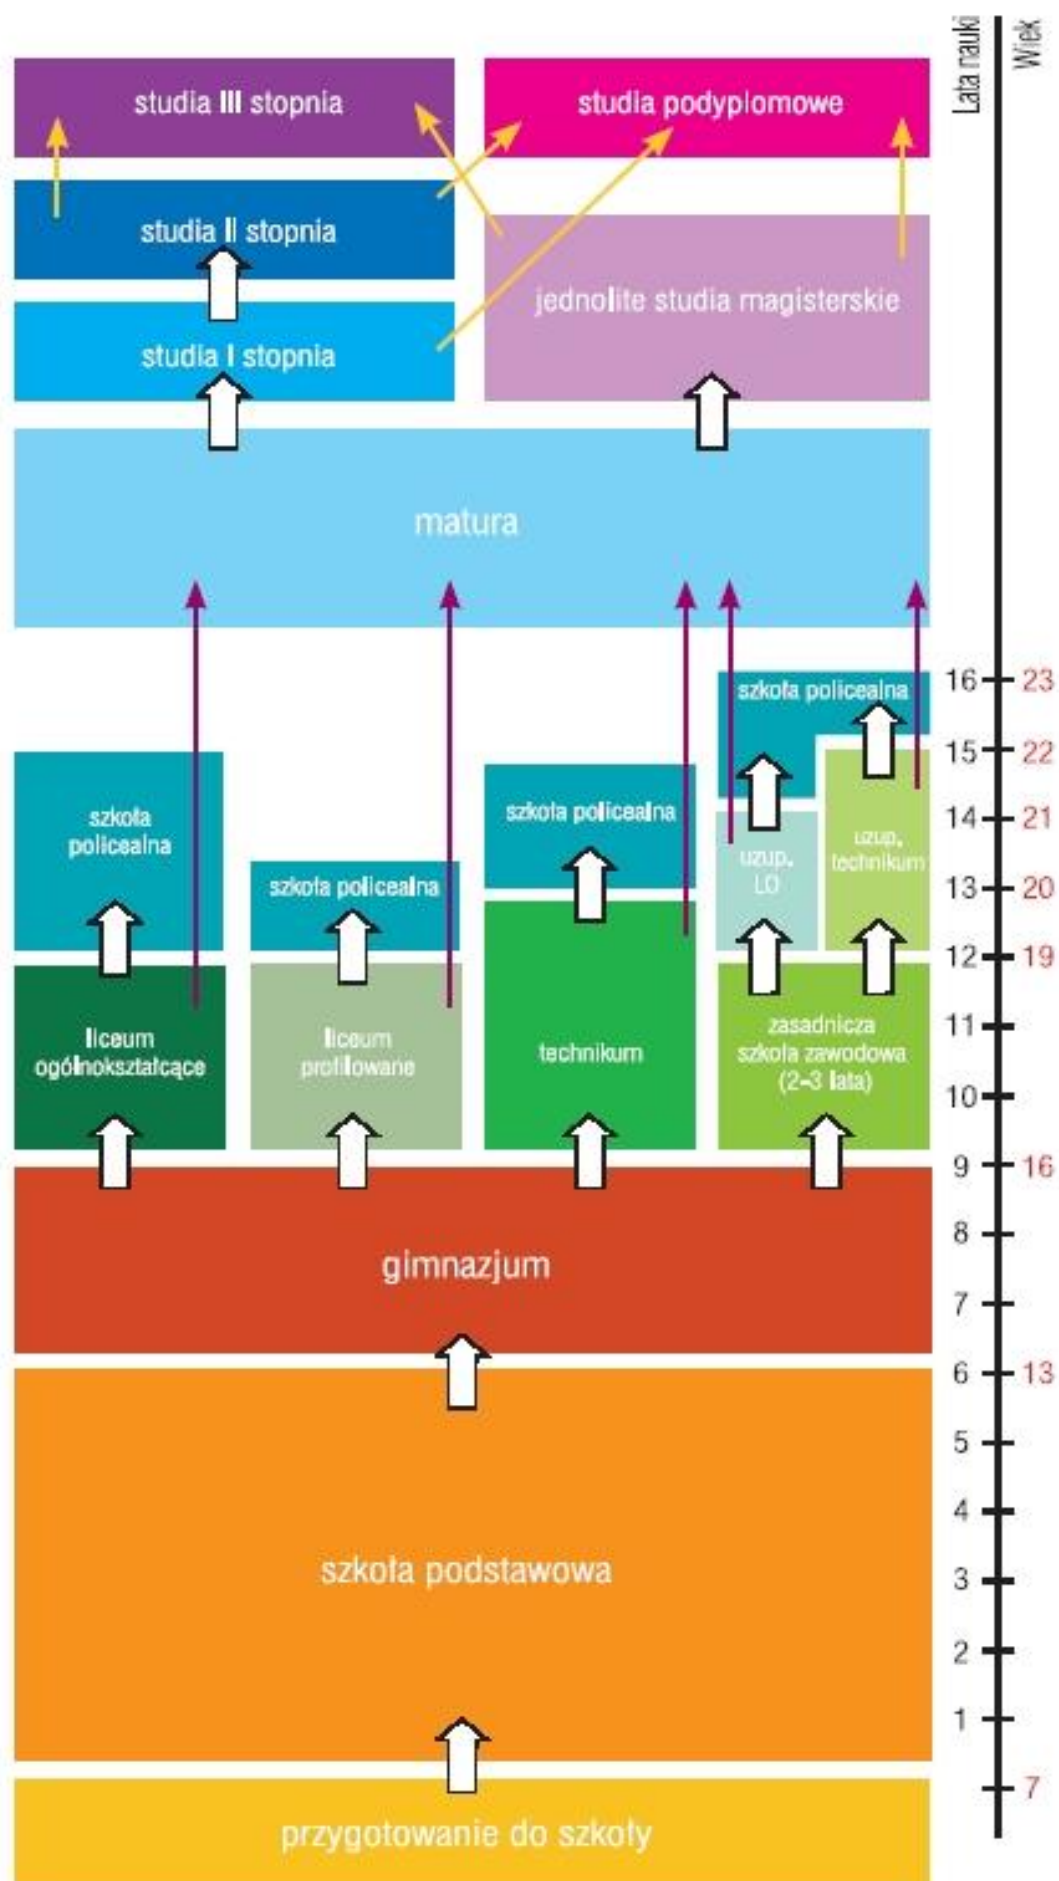 Lata nauki
Wiek
studia III stopnia
studia podyplomowe
studia II stopnia
jednolite studia magisterskie
studia I stopnia
matura
szkoła policealna
16
23
15
22
szkoła
policealna
szkoła policealna
14
21
uzup.
LO
uzup.
technikum
szkoła policealna
13
20
12
19
liceum
ogólnokształcące
liceum
profilowane
technikum
zasadnicza
szkoła zawodowa
(2-3 lata)
11
10
9
16
8
gimnazjum
7
6
13
5
4
szkoła podstawowa
3
2
1
7
przygotowanie do szkoły